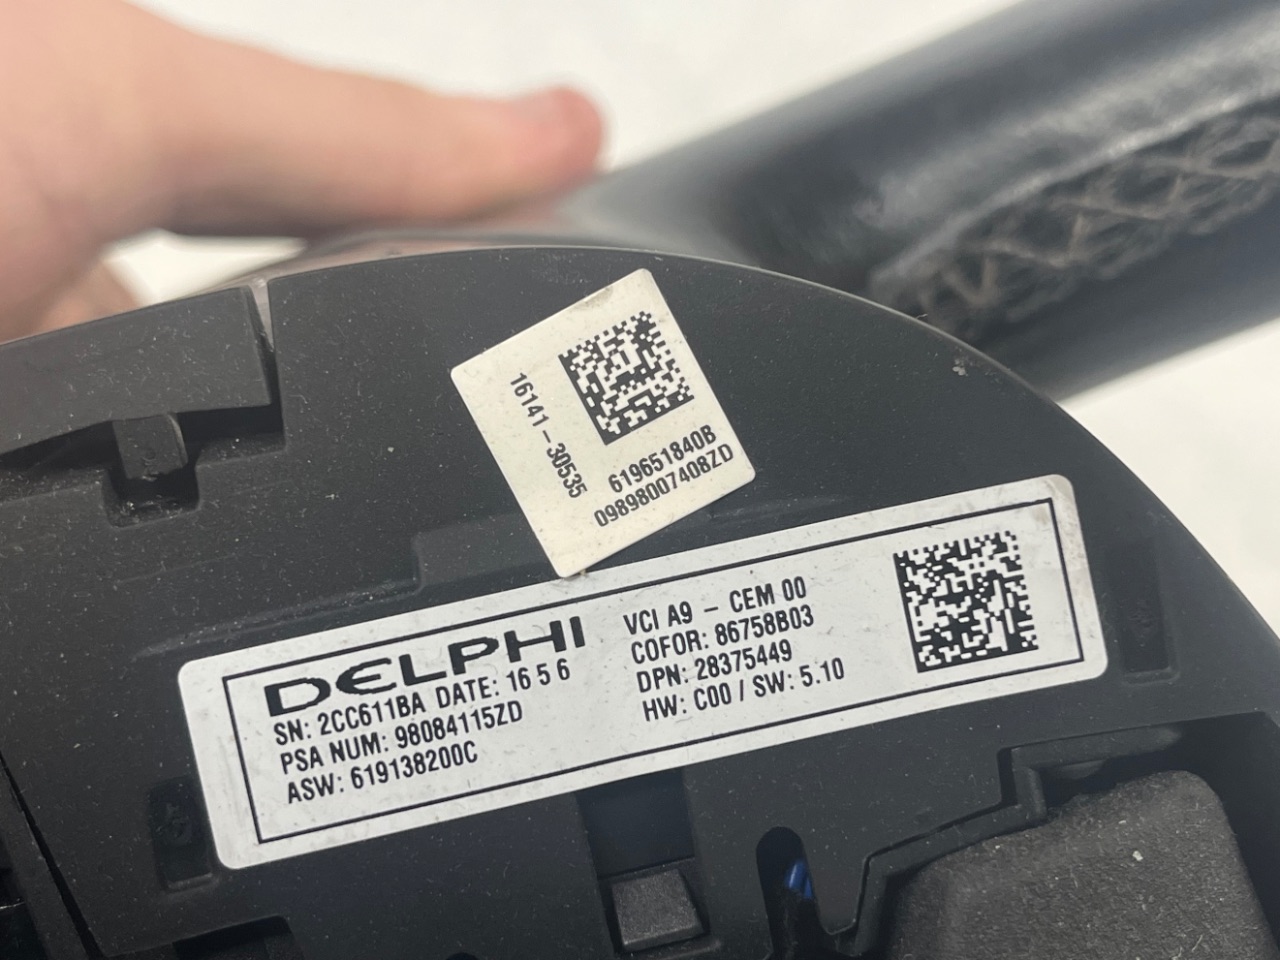 16141-30535
619651840B
09898007408ZD
DELPHI
SN: 2CC611BA DATE: 16 5 6
PSA NUM: 98084115ZD
ASW: 619138200C
VCI A9 - CEM 00
COFOR: 86758B03
DPN: 28375449
HW: C00 / SW: 5.10